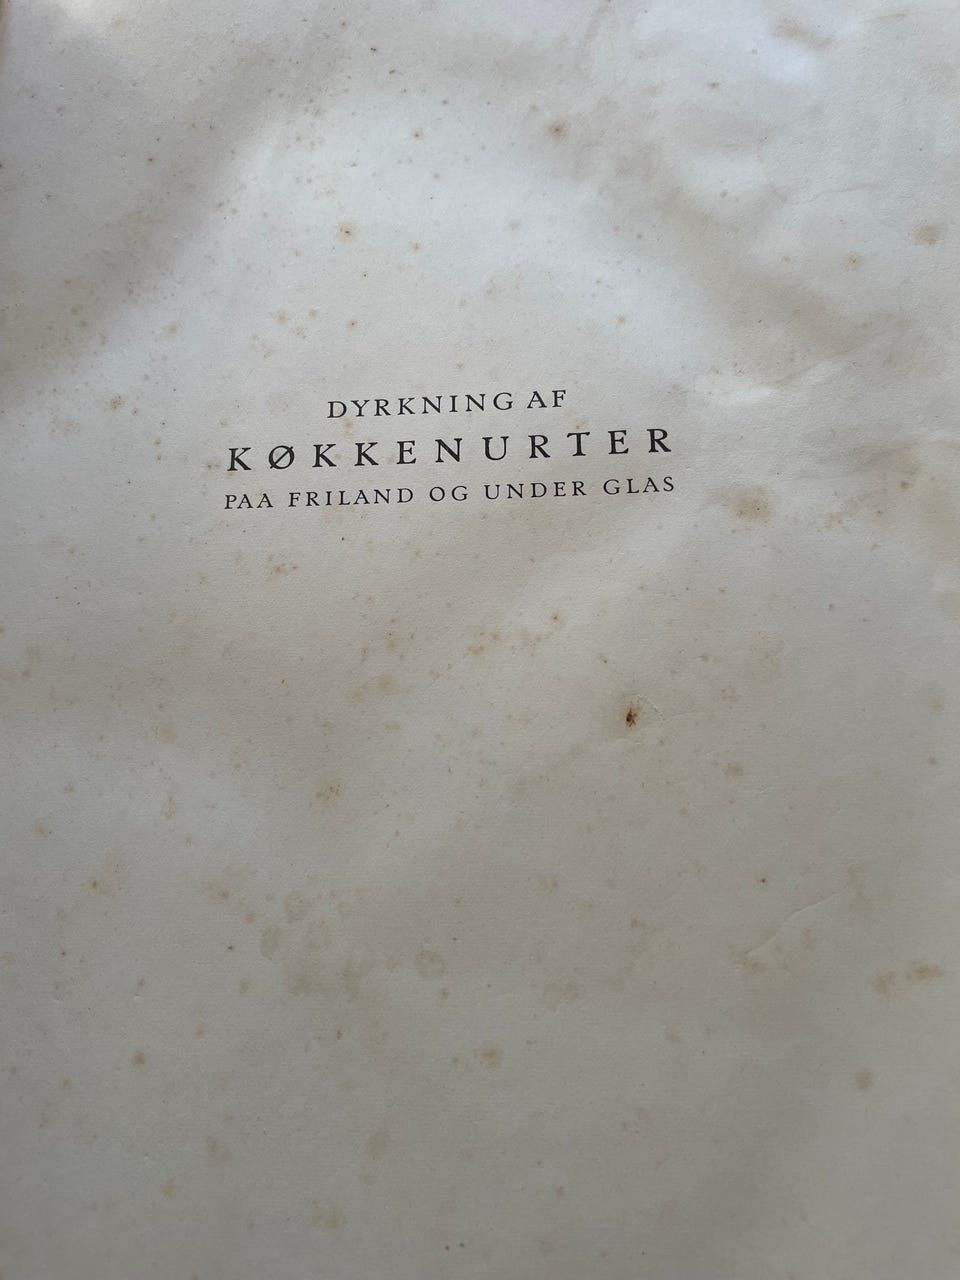 DYRKNING AF
KØKKENURTER
PAA FRILAND OG UNDER GLAS